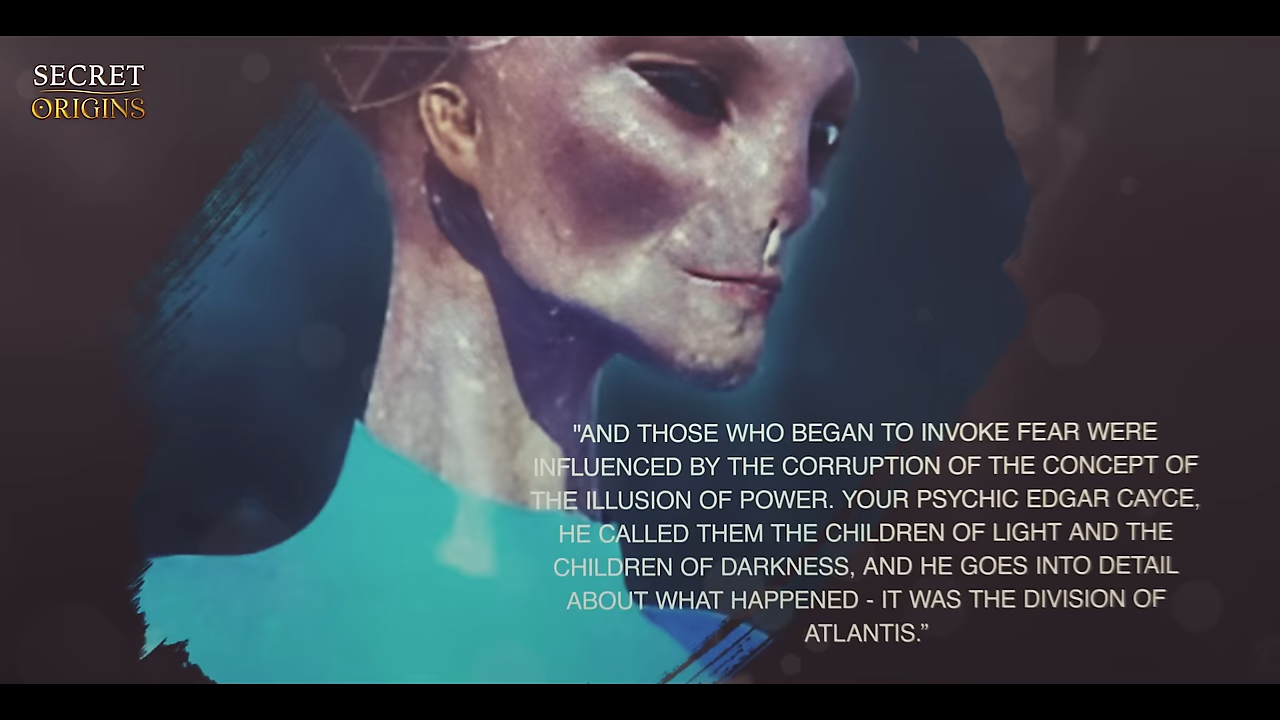 SECRET
ORIGINS
"AND THOSE WHO BEGAN TO INVOKE FEAR WERE
INFLUENCED BY THE CORRUPTION OF THE CONCEPT OF
THE ILLUSION OF POWER. YOUR PSYCHIC EDGAR CAYCE,
HE CALLED THEM THE CHILDREN OF LIGHT AND THE
CHILDREN OF DARKNESS, AND HE GOES INTO DETAIL
ABOUT WHAT HAPPENED - IT WAS THE DIVISION OF
ATLANTIS.”